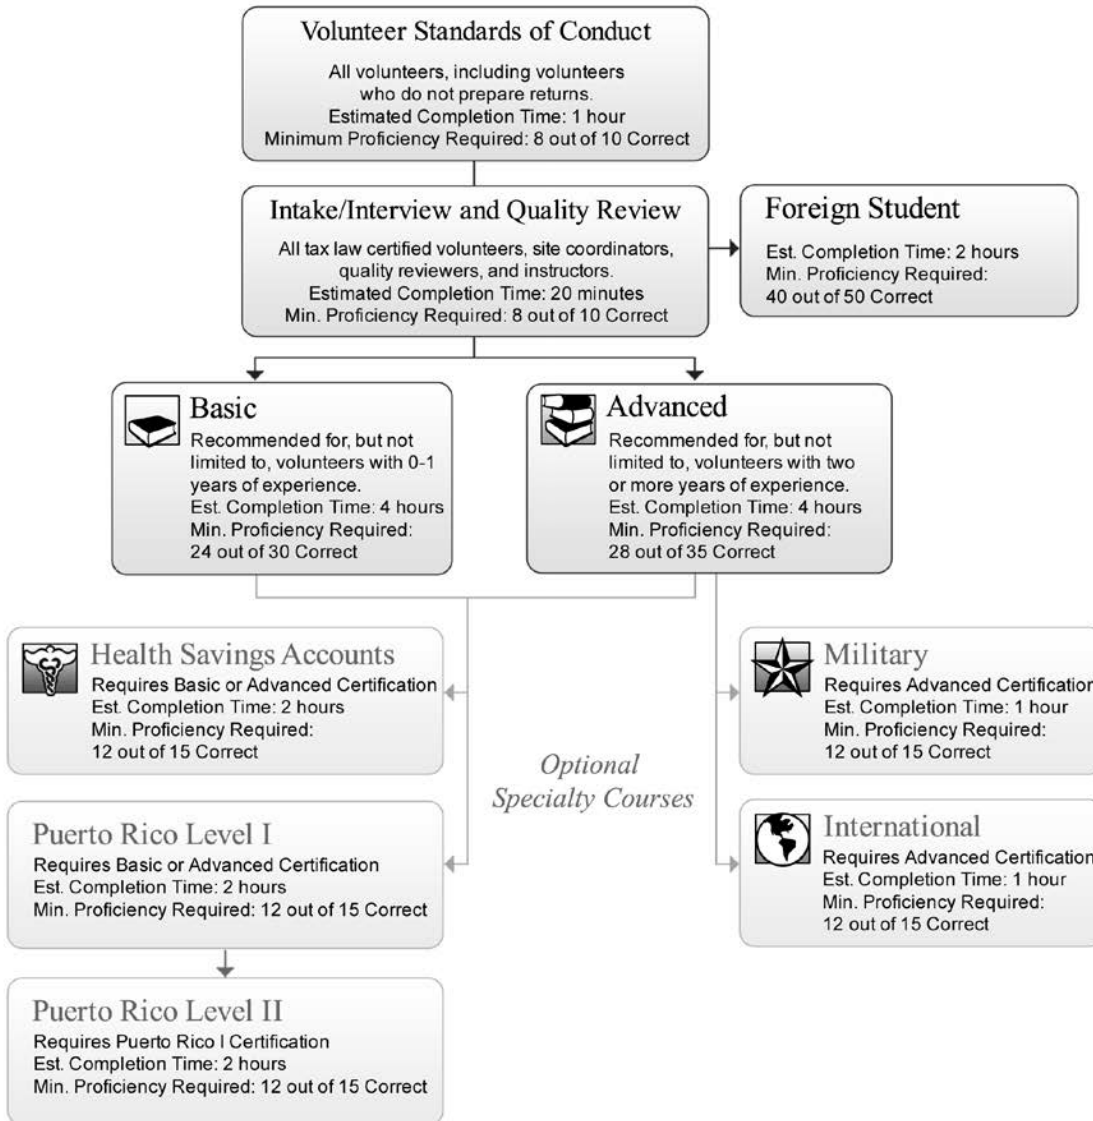 Volunteer Standards of Conduct
All volunteers, including volunteers
who do not prepare returns.
Estimated Completion Time: 1 hour
Minimum Proficiency Required: 8 out of 10 Correct
Intake/Interview and Quality Review
All tax law certified volunteers, site coordinators,
quality reviewers, and instructors.
Estimated Completion Time: 20 minutes
Min. Proficiency Required: 8 out of 10 Correct
Foreign Student
Est. Completion Time: 2 hours
Min. Proficiency Required:
40 out of 50 Correct
Basic
Recommended for, but not
limited to, volunteers with 0-1
years of experience.
Est. Completion Time: 4 hours
Min. Proficiency Required:
24 out of 30 Correct
Advanced
Recommended for, but not
limited to, volunteers with two
or more years of experience.
Est. Completion Time: 4 hours
Min. Proficiency Required:
28 out of 35 Correct
Health Savings Accounts
Requires Basic or Advanced Certification
Est. Completion Time: 2 hours
Min. Proficiency Required:
12 out of 15 Correct
Military
Requires Advanced Certification
Est. Completion Time: 1 hour
Min. Proficiency Required:
12 out of 15 Correct
Optional
Specialty Courses
Puerto Rico Level I
Requires Basic or Advanced Certification
Est. Completion Time: 2 hours
Min. Proficiency Required: 12 out of 15 Correct
International
Requires Advanced Certification
Est. Completion Time: 1 hour
Min. Proficiency Required:
12 out of 15 Correct
Puerto Rico Level II
Requires Puerto Rico I Certification
Est. Completion Time: 2 hours
Min. Proficiency Required: 12 out of 15 Correct